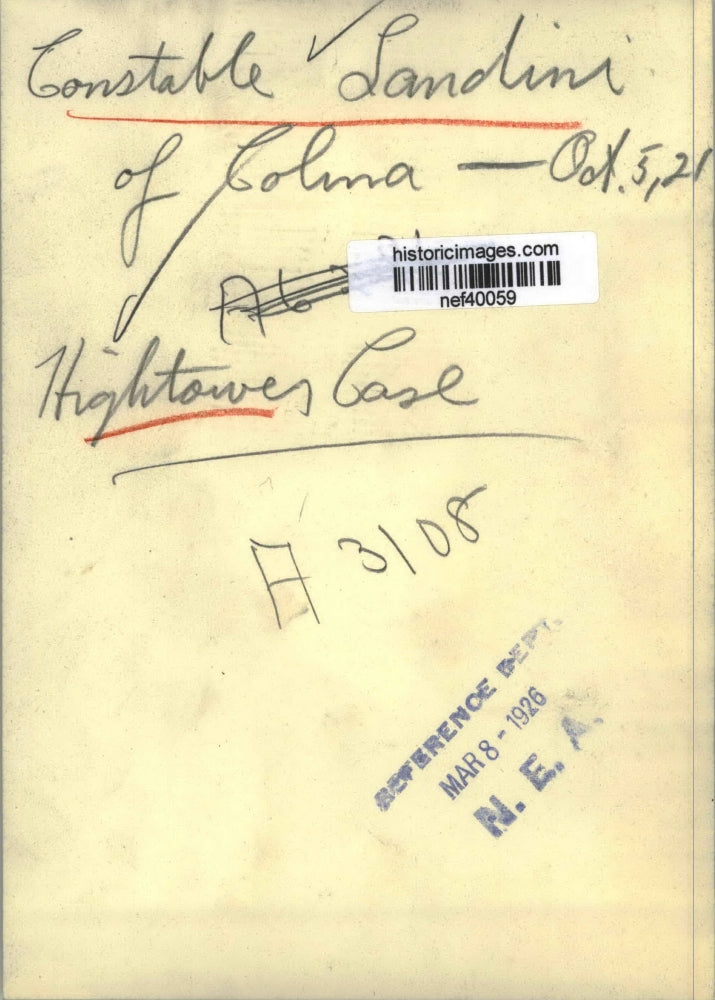 Constable Landini
of Colma — Oct. 5, 21
historicimages.com
nef40059
Hightower Case
A 3108
REFERENCE DEPT.
MAR 8 - 1926
N. E. A.